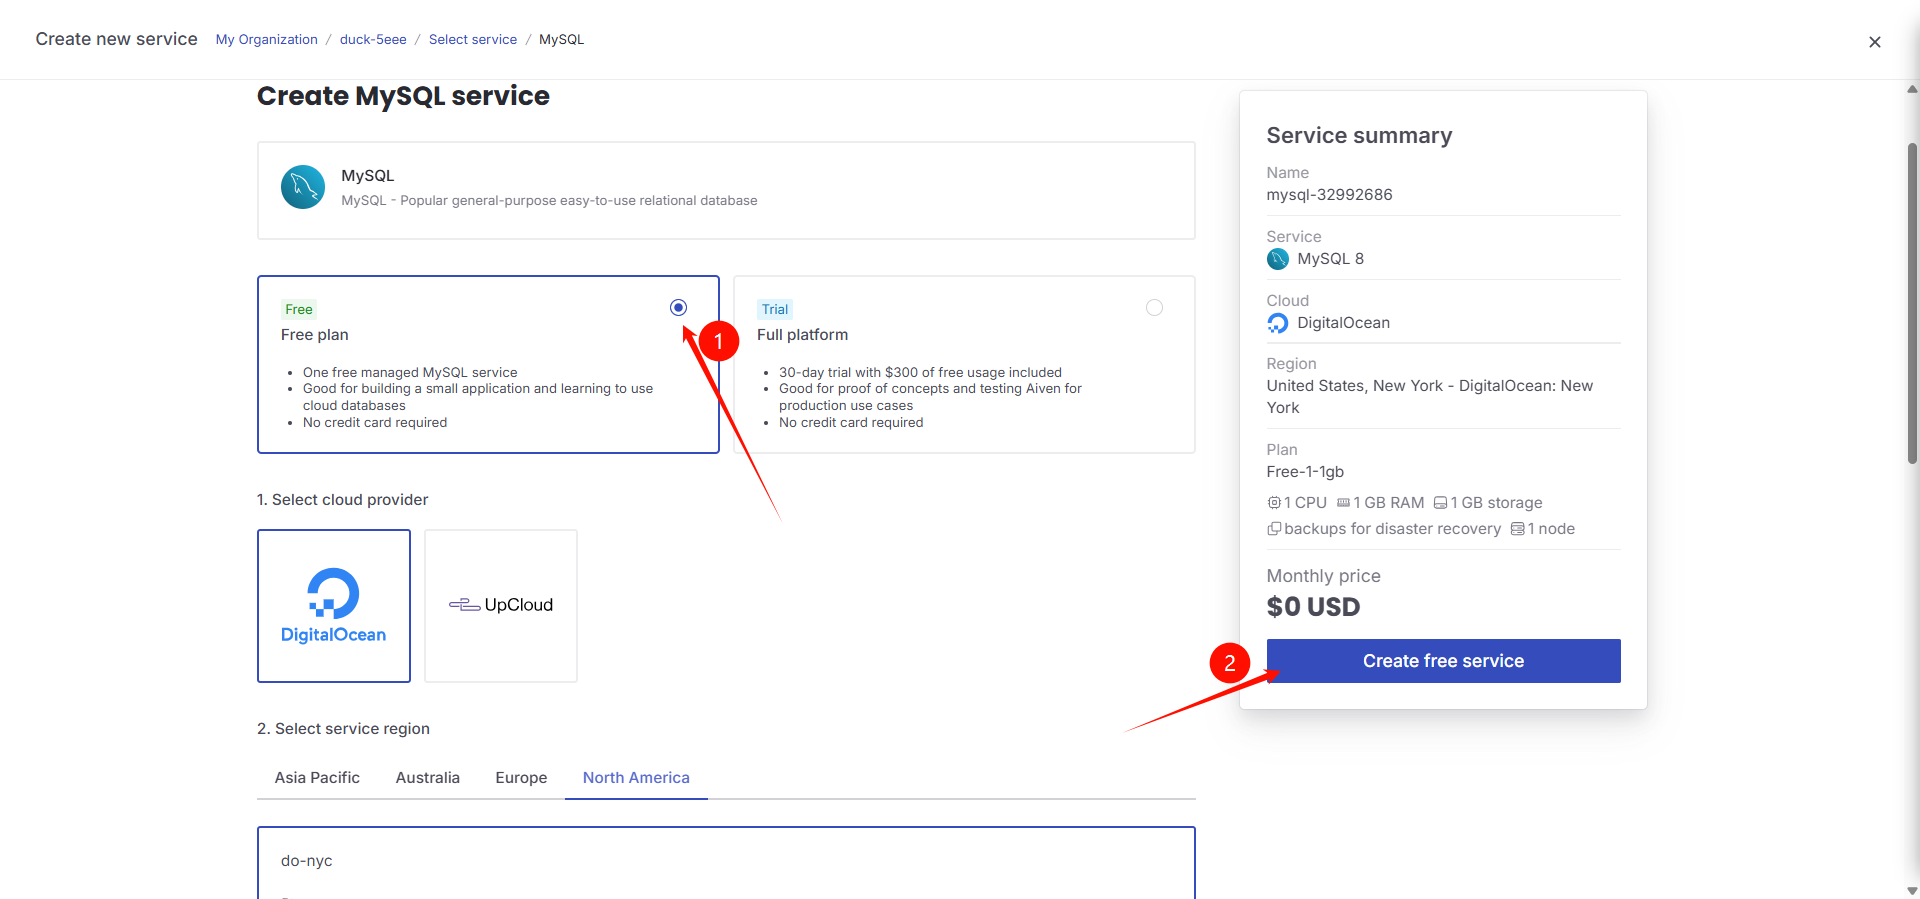 Create new service My Organization / duck-5eee / Select service / MySQL
Create MySQL service
MySQL
MySQL - Popular general-purpose easy-to-use relational database
Free
Free plan
One free managed MySQL service
Good for building a small application and learning to use
cloud databases
No credit card required
1
Trial
Full platform
30-day trial with $300 of free usage included
Good for proof of concepts and testing Aiven for
production use cases
No credit card required
1. Select cloud provider
DigitalOcean
UpCloud
2. Select service region
Asia Pacific Australia Europe North America
do-nyc
Service summary
Name
mysql-32992686
Service
MySQL 8
Cloud
DigitalOcean
Region
United States, New York - DigitalOcean: New
York
Plan
Free-1-1gb
1 CPU 1 GB RAM 1 GB storage
backups for disaster recovery 1 node
Monthly price
$0 USD
2
Create free service